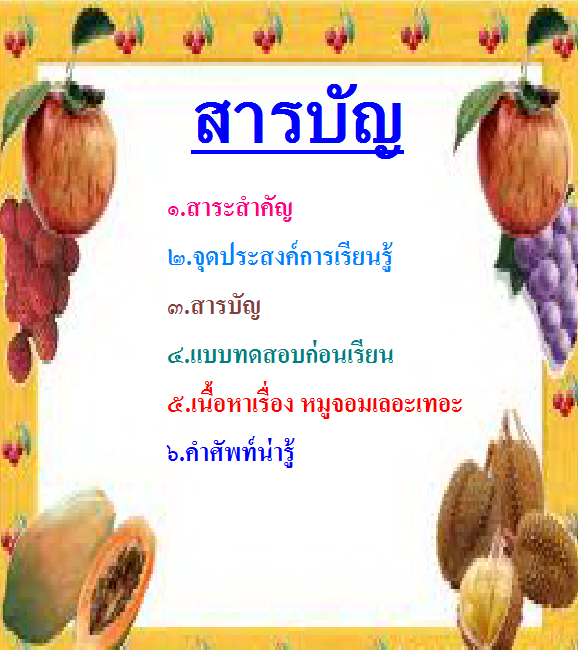 สารบัญ
๑.สาระสำคัญ
๒.จุดประสงค์การเรียนรู้
๓.สารบัญ
๔.แบบทดสอบก่อนเรียน
๕.เนื้อหาเรื่อง หมูจอมเลอะเทอะ
๖.คำศัพท์น่ารู้